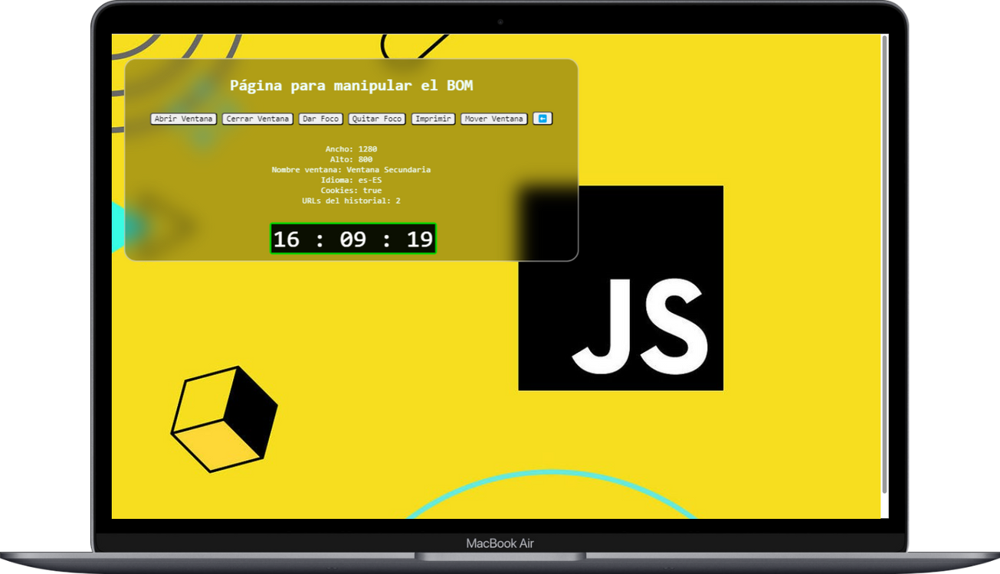 Página para manipular el BOM
Abrir Ventana Cerrar Ventana Dar Foco Quitar Foco Imprimir Mover Ventana
Ancho: 1280
Alto: 800
Nombre ventana: Ventana Secundaria
Idioma: es-ES
Cookies: true
URLs del historial: 2
16 : 09 : 19
JS
MacBook Air